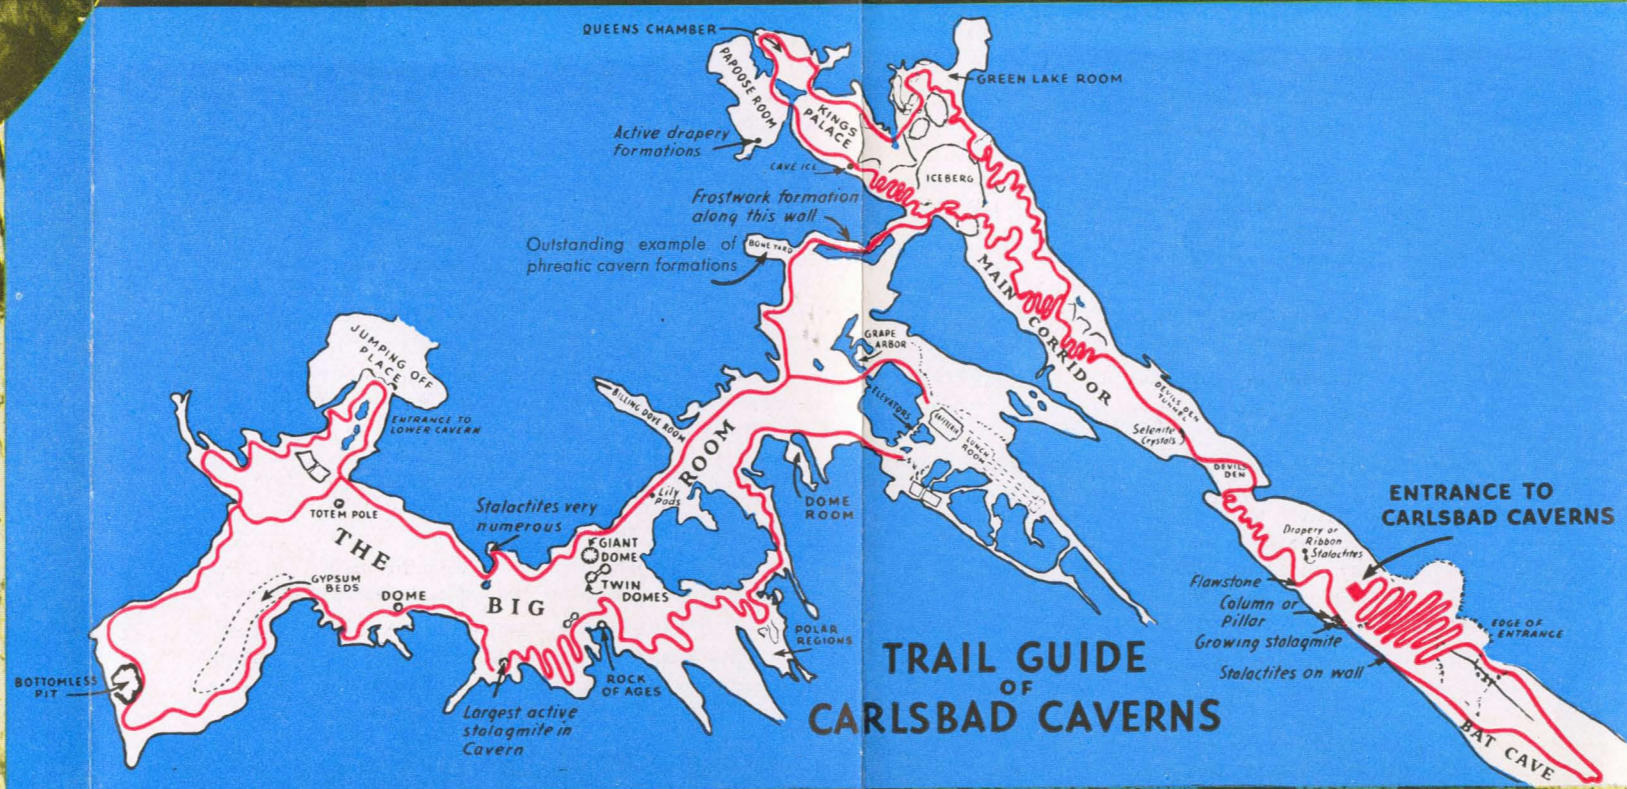 QUEENS CHAMBER
PAPOOSE ROOM
GREEN LAKE ROOM
KINGS
PALACE
Active drapery
formations
CAVE ICE
ICEBERG
Frostwork formation
along this wall
Outstanding example of
phreatic cavern formations
BONE YARD
MAIN CORRIDOR
GRAPE
ARBOR
JUMPING OFF
PLACE
ENTRANCE TO
LOWER CAVERN
BILLING DOVE ROOM
ELEVATORS
CAFETERIA
LUNCH
ROOM
DEVILS DEN
TUNNEL
Selenite
Crystals
DEVILS
DEN
ENTRANCE TO
CARLSBAD CAVERNS
Drapery or
Ribbon
Stalactites
TOTEM POLE
Stalactites very
numerous
Lily
Pads
DOME
ROOM
THE BIG ROOM
GIANT
DOME
TWIN
DOMES
GYPSUM
BEDS
DOME
Flowstone
Column or
Pillar
Growing stalagmite
Stalactites on wall
EDGE OF
ENTRANCE
POLAR
REGIONS
BOTTOMLESS
PIT
ROCK
OF AGES
Largest active
stalagmite in
Cavern
TRAIL GUIDE
OF
CARLSBAD CAVERNS
BAT CAVE